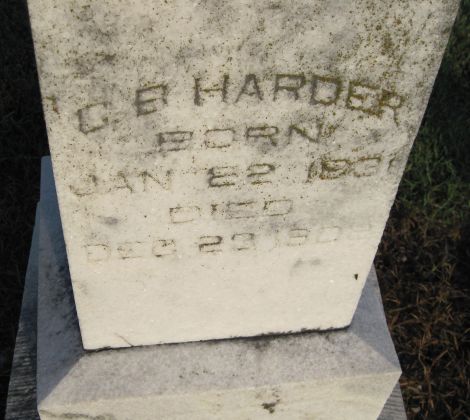 C. B HARDER
BORN
JAN 22
DIED
DEC. 23